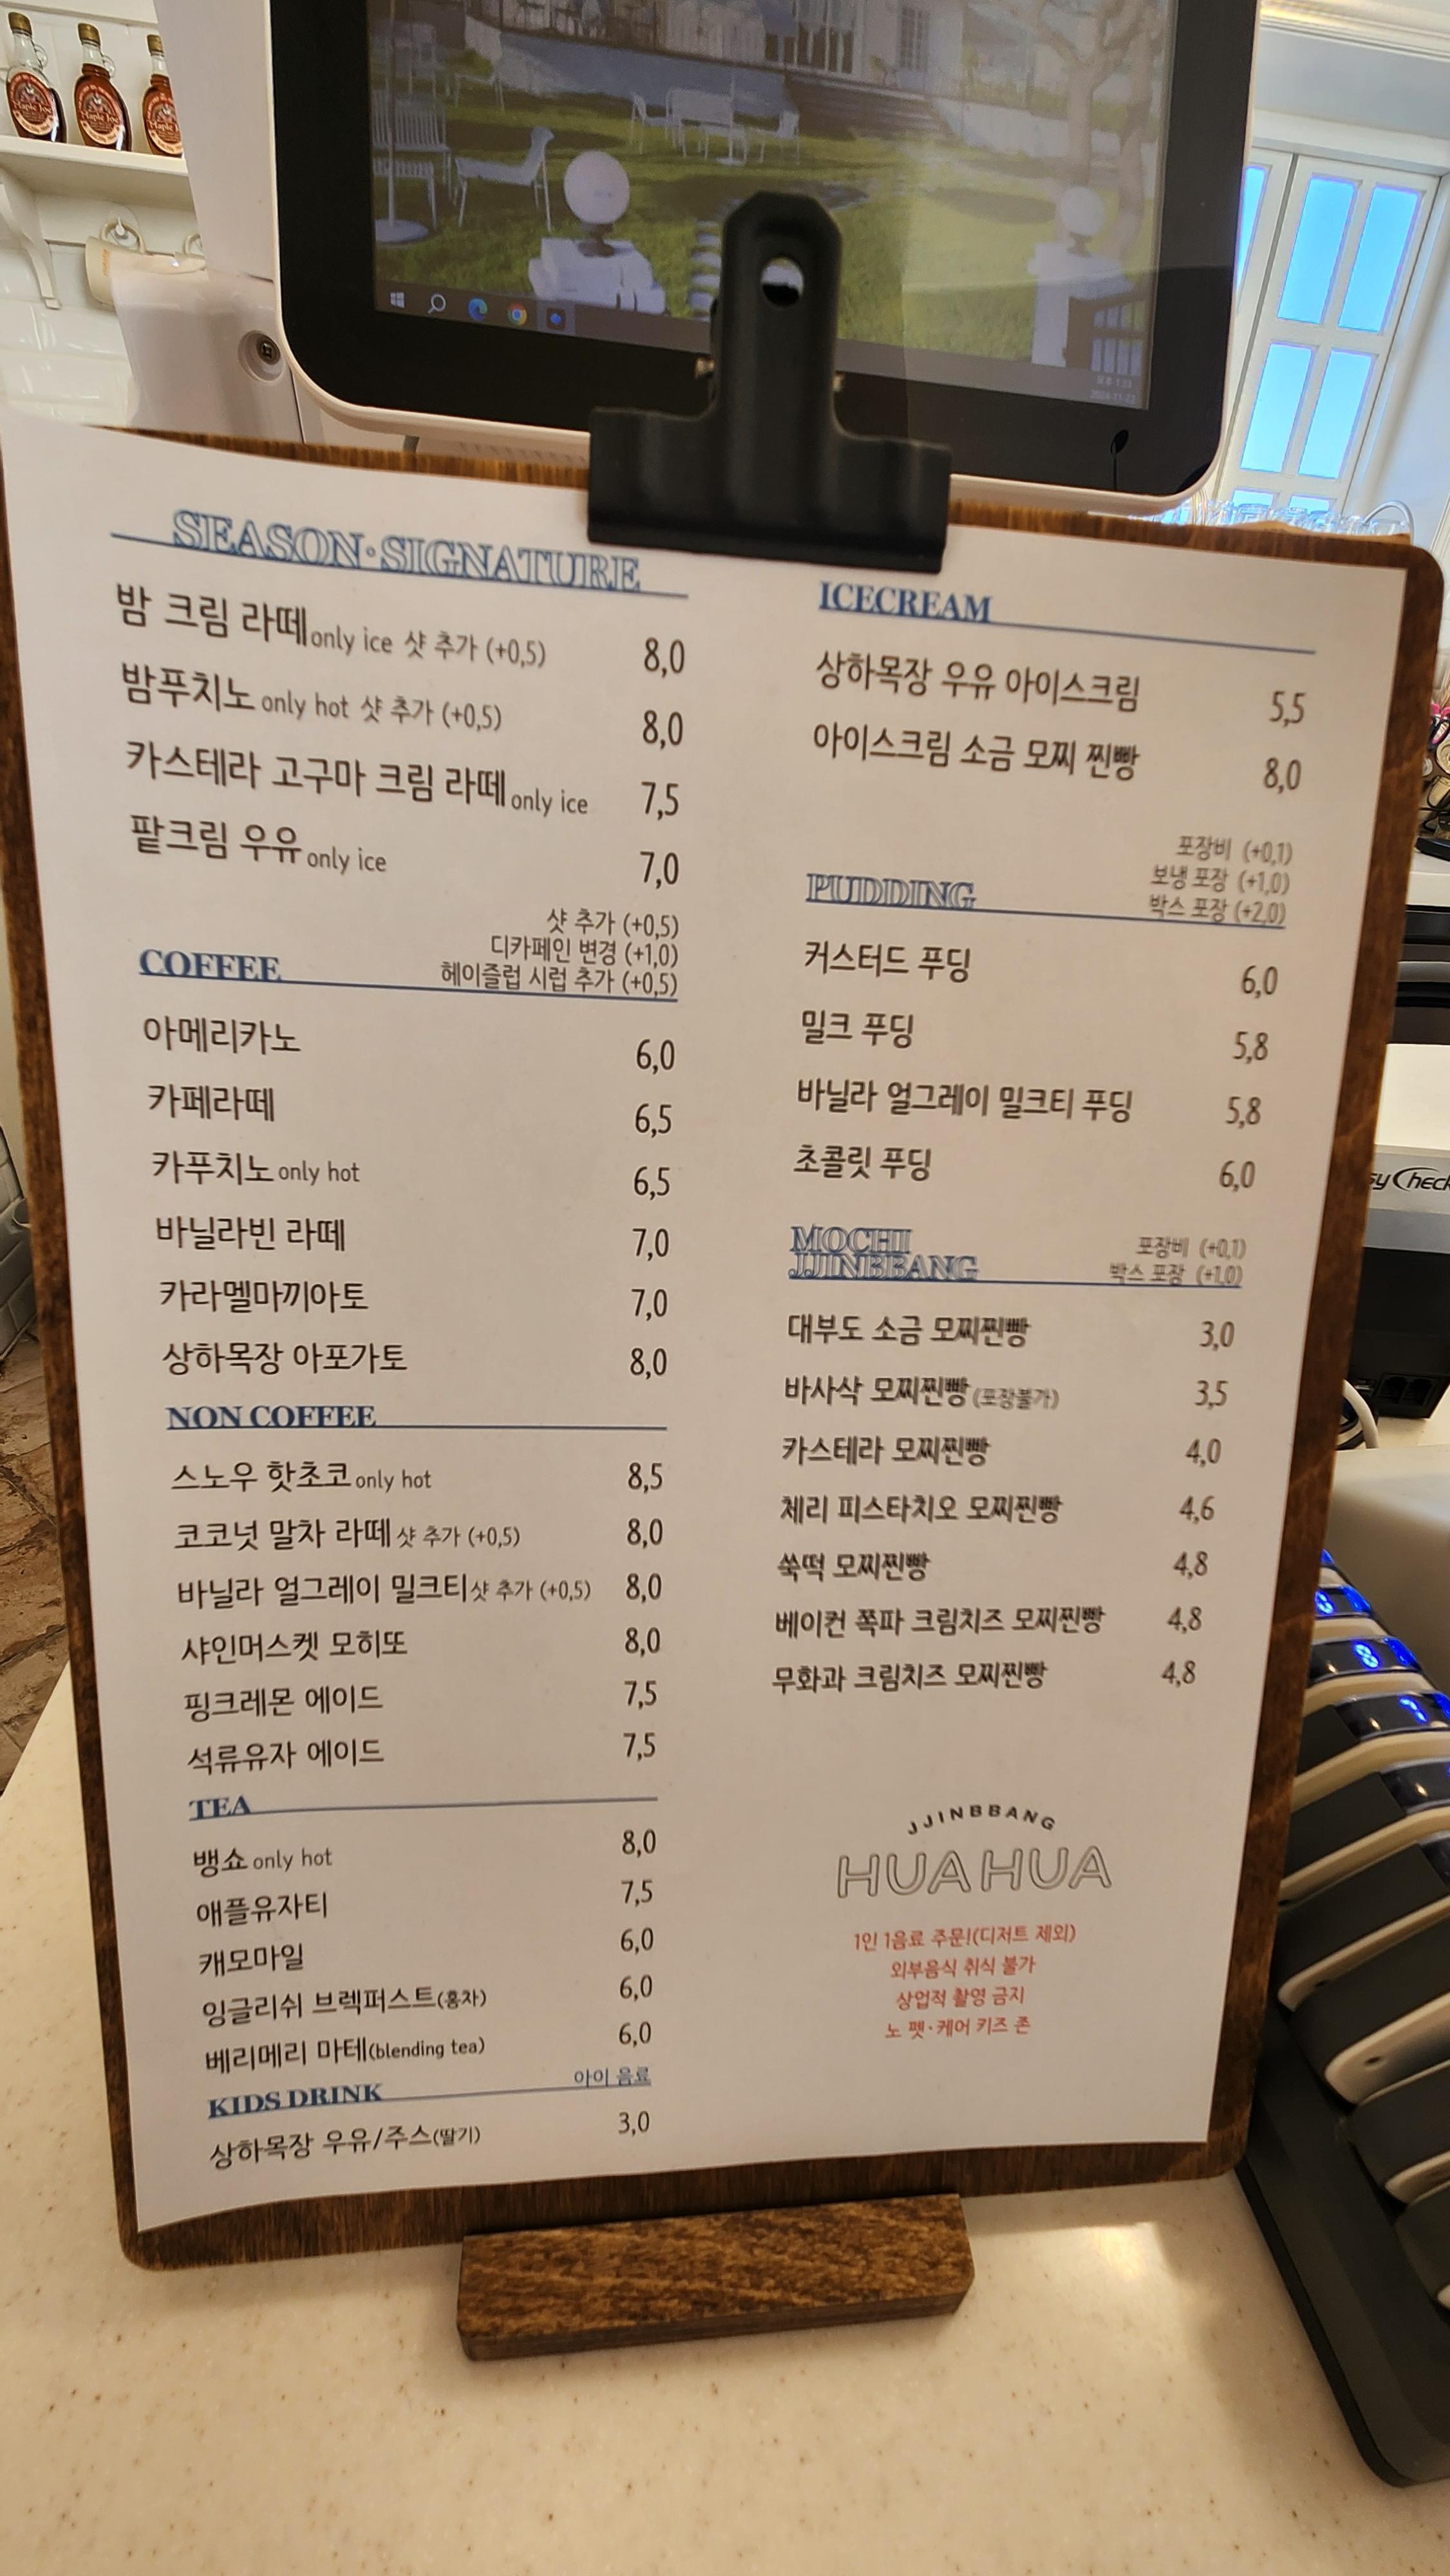 SEASON·SIGNATURE
밤 크림 라떼 only ice 샷 추가 (+0,5) 8,0
밤푸치노 only hot 샷 추가 (+0,5) 8,0
카스테라 고구마 크림 라떼 only ice 7,5
팥크림 우유 only ice 7,0
샷 추가 (+0,5)
디카페인 변경 (+1,0)
COFFEE 헤이즐럽 시럽 추가 (+0,5)
아메리카노 6,0
카페라떼 6,5
카푸치노 only hot 6,5
바닐라빈 라떼 7,0
카라멜마끼아토 7,0
상하목장 아포가토 8,0
NON COFFEE
스노우 핫초코 only hot 8,5
코코넛 말차 라떼 샷 추가 (+0,5) 8,0
바닐라 얼그레이 밀크티 샷 추가 (+0,5) 8,0
샤인머스켓 모히또 8,0
핑크레몬 에이드 7,5
석류유자 에이드 7,5
TEA
뱅쇼 only hot 8,0
애플유자티 7,5
캐모마일 6,0
잉글리쉬 브렉퍼스트(홍차) 6,0
베리메리 마테(blending tea) 6,0
KIDS DRINK 아이 음료
상하목장 우유/주스(딸기) 3,0
ICECREAM
상하목장 우유 아이스크림 5,5
아이스크림 소금 모찌 찐빵 8,0
포장비 (+0,1)
보냉 포장 (+1,0)
PUDDING 박스 포장 (+2,0)
커스터드 푸딩 6,0
밀크 푸딩 5,8
바닐라 얼그레이 밀크티 푸딩 5,8
초콜릿 푸딩 6,0
MOCHI 포장비 (+0,1)
JJINBBANG 박스 포장 (+1,0)
대부도 소금 모찌찐빵 3,0
바사삭 모찌찐빵 (포장불가) 3,5
카스테라 모찌찐빵 4,0
체리 피스타치오 모찌찐빵 4,6
쑥떡 모찌찐빵 4,8
베이컨 쪽파 크림치즈 모찌찐빵 4,8
무화과 크림치즈 모찌찐빵 4,8
JJINBBANG
HUA HUA
1인 1음료 주문!(디저트 제외)
외부음식 취식 불가
상업적 촬영 금지
노 펫·케어 키즈 존
8
7